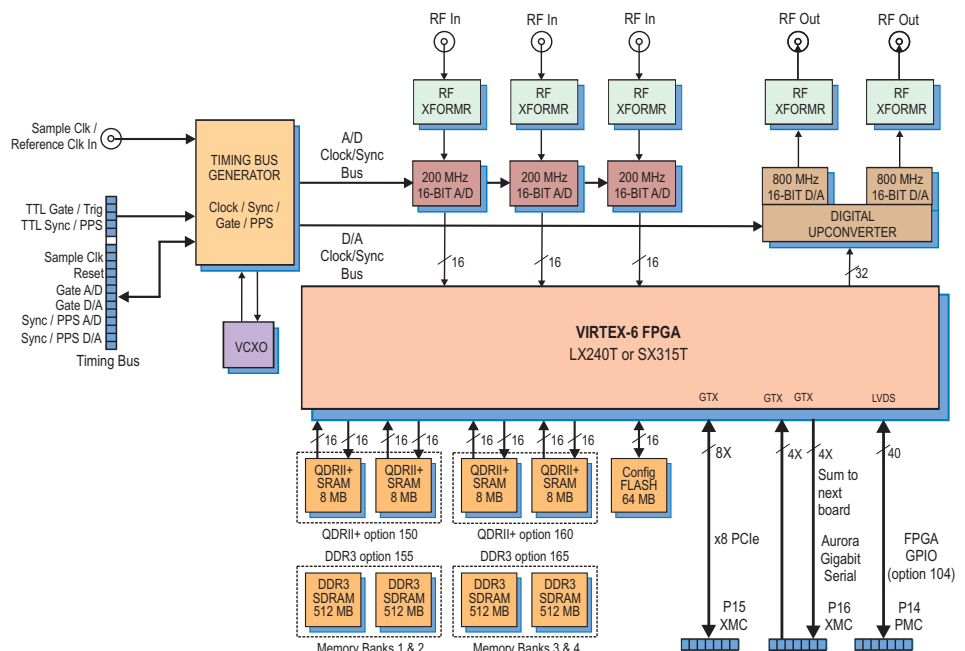 RF In
RF In
RF In
RF Out
RF Out
RF
XFORMR
RF
XFORMR
RF
XFORMR
RF
XFORMR
RF
XFORMR
Sample Clk /
Reference Clk In
TIMING BUS
GENERATOR
Clock / Sync /
Gate / PPS
A/D
Clock/Sync
Bus
200 MHz
16-BIT A/D
200 MHz
16-BIT A/D
200 MHz
16-BIT A/D
800 MHz
16-BIT D/A
800 MHz
16-BIT D/A
DIGITAL
UPCONVERTER
TTL Gate / Trig
TTL Sync / PPS
Sample Clk
Reset
Gate A/D
Gate D/A
Sync / PPS A/D
Sync / PPS D/A
Timing Bus
D/A
Clock/Sync
Bus
16
16
16
32
VCXO
VIRTEX-6 FPGA
LX240T or SX315T
GTX
GTX
GTX
LVDS
16
16
16
16
16
16
16
16
16
8X
4X
4X
40
QDRII+
SRAM
8 MB
QDRII+
SRAM
8 MB
QDRII+
SRAM
8 MB
QDRII+
SRAM
8 MB
Config
FLASH
64 MB
Sum to
next
board
QDRII+ option 150
QDRII+ option 160
DDR3 option 155
DDR3 option 165
x8 PCIe
Aurora
Gigabit
Serial
FPGA
GPIO
(option 104)
DDR3
SDRAM
512 MB
DDR3
SDRAM
512 MB
DDR3
SDRAM
512 MB
DDR3
SDRAM
512 MB
P15
XMC
P16
XMC
P14
PMC
Memory Banks 1 & 2
Memory Banks 3 & 4